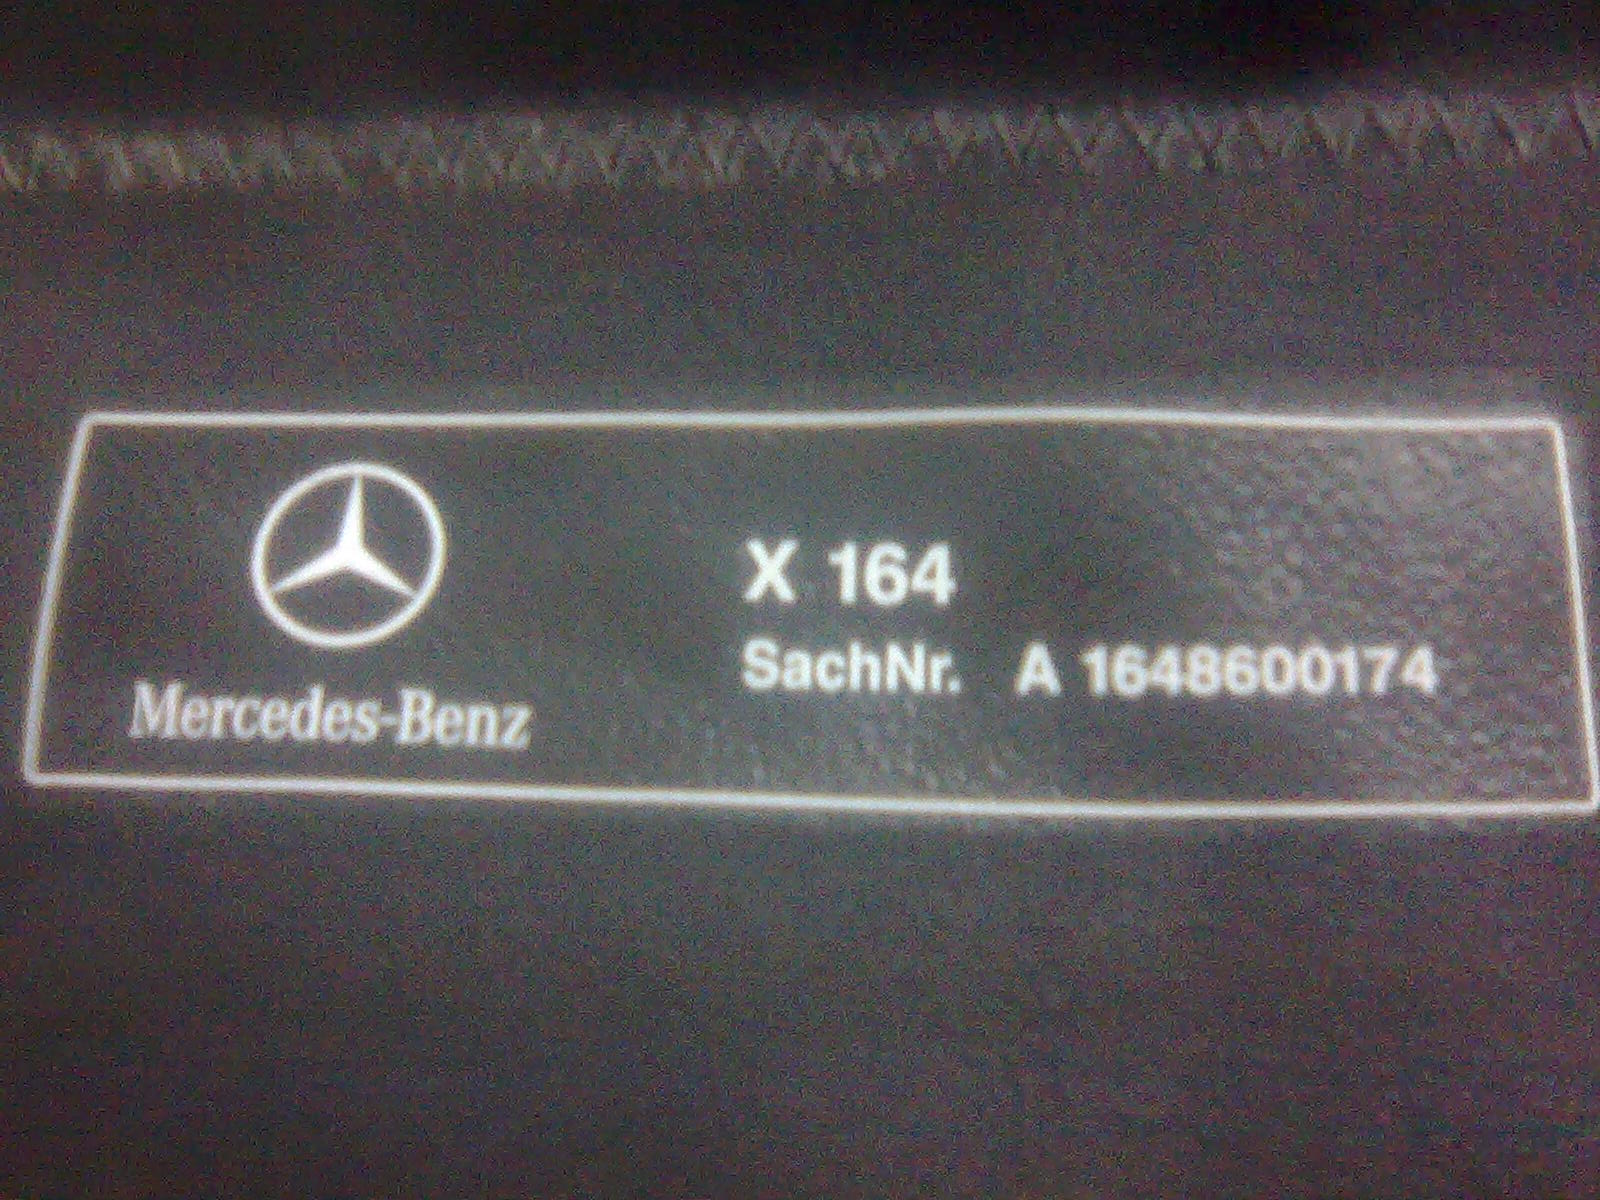 X 164
SachNr. A 1648600174
Mercedes-Benz